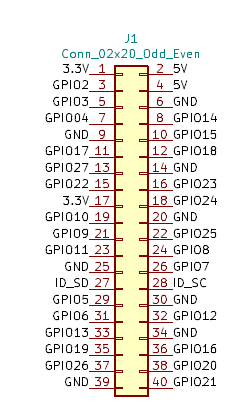 J1
Conn_02x20_Odd_Even
3.3V 1 2 5V
GPIO2 3 4 5V
GPIO3 5 6 GND
GPIO04 7 8 GPIO14
GND 9 10 GPIO15
GPIO17 11 12 GPIO18
GPIO27 13 14 GND
GPIO22 15 16 GPIO23
3.3V 17 18 GPIO24
GPIO10 19 20 GND
GPIO9 21 22 GPIO25
GPIO11 23 24 GPIO8
GND 25 26 GPIO7
ID_SD 27 28 ID_SC
GPIO5 29 30 GND
GPIO6 31 32 GPIO12
GPIO13 33 34 GND
GPIO19 35 36 GPIO16
GPIO26 37 38 GPIO20
GND 39 40 GPIO21